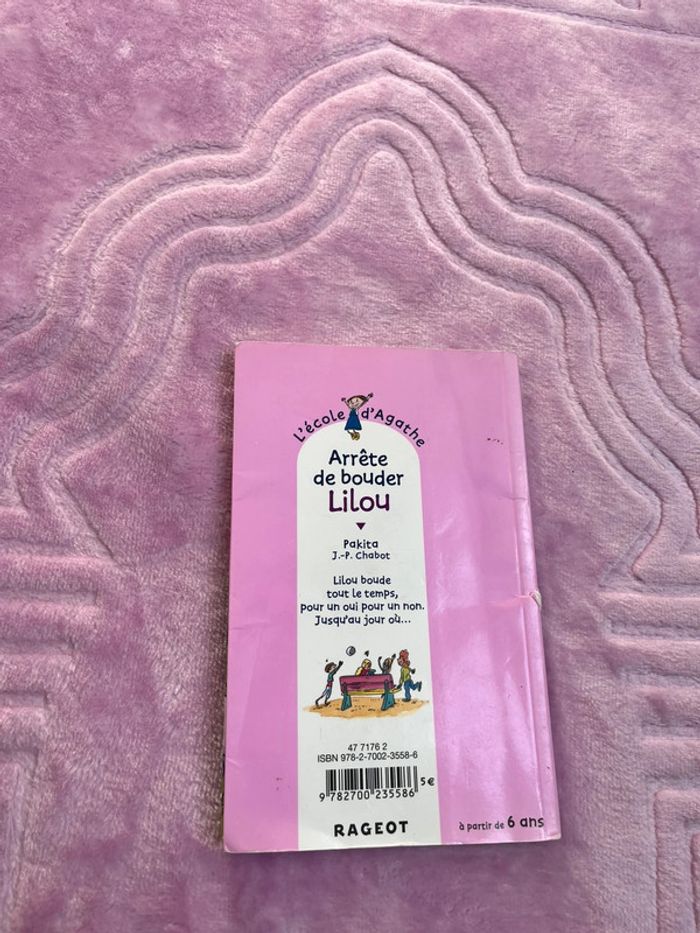 L'école d'Agathe
Arrête
de bouder
Lilou
Pakita
J.-P. Chabot
Lilou boude
tout le temps,
pour un oui pour un non.
Jusqu'au jour où...
47 7176 2
ISBN 978-2-7002-3558-6
9 782700 235586
5 €
RAGEOT
à partir de 6 ans